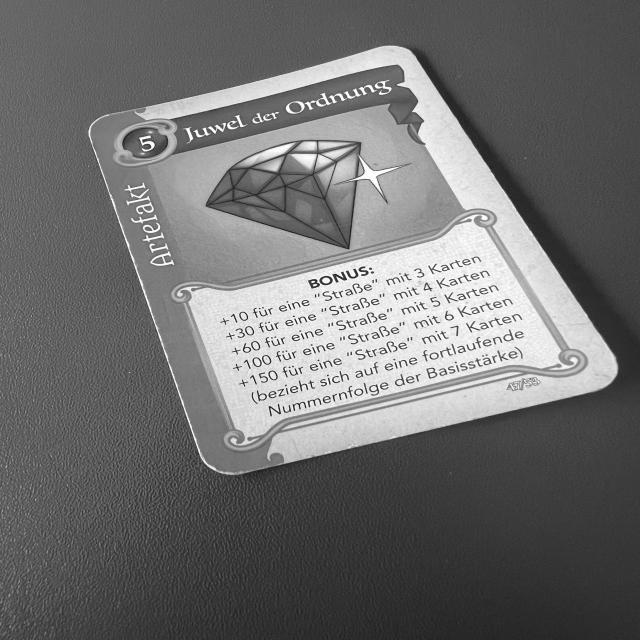 5
Juwel der Ordnung
Artefakt
BONUS:
+10 für eine "Straße" mit 3 Karten
+30 für eine "Straße" mit 4 Karten
+60 für eine "Straße" mit 5 Karten
+100 für eine "Straße" mit 6 Karten
+150 für eine "Straße" mit 7 Karten
(bezieht sich auf eine fortlaufende
Nummernfolge der Basisstärke)